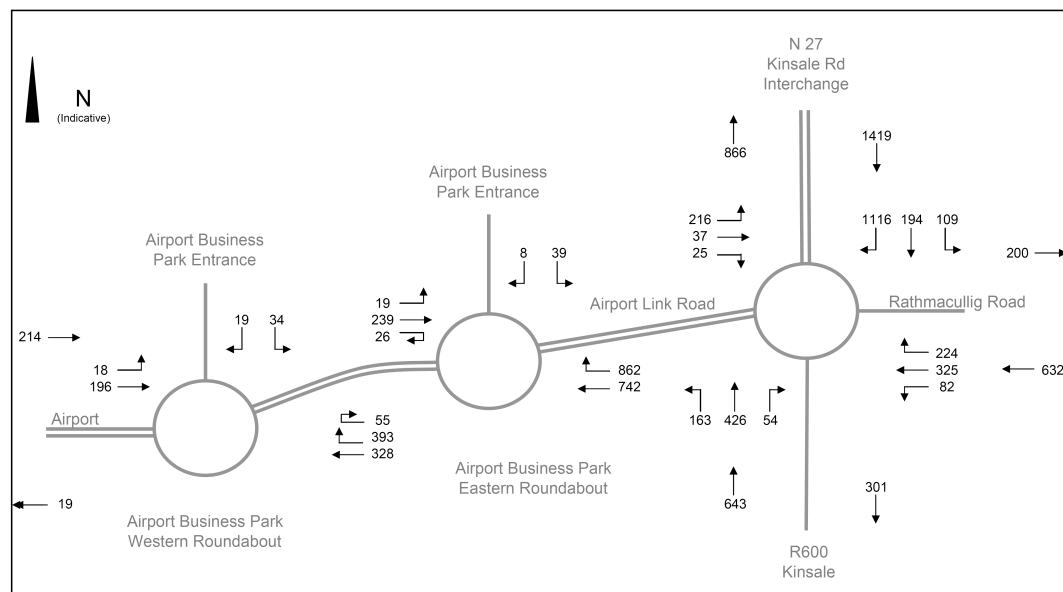 N 27
Kinsale Rd
Interchange
N
(Indicative)
866
1419
Airport Business
Park Entrance
216
37
25
1116 194 109
200
Airport Business
Park Entrance
8 39
19
239
26
Airport Link Road
Rathmacullig Road
214
19 34
18
196
862
742
224
325
82
632
Airport
55
393
328
163 426 54
Airport Business Park
Eastern Roundabout
643
301
19
Airport Business Park
Western Roundabout
R600
Kinsale